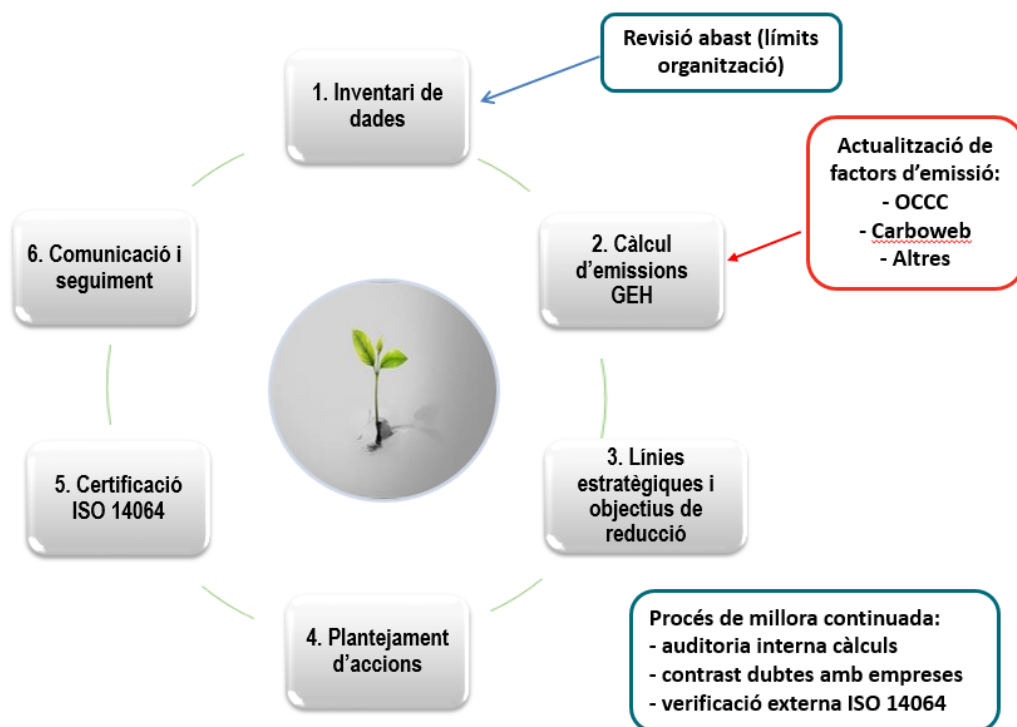 Revisió abast (límits
organització)
1. Inventari de
dades
Actualització de
factors d'emissió:
- OCCC
- Carboweb
- Altres
2. Càlcul
d'emissions
GEH
6. Comunicació i
seguiment
3. Línies
estratègiques i
objectius de
reducció
5. Certificació
ISO 14064
4. Plantejament
d'accions
Procés de millora continuada:
- auditoria interna càlculs
- contrast dubtes amb empreses
- verificació externa ISO 14064